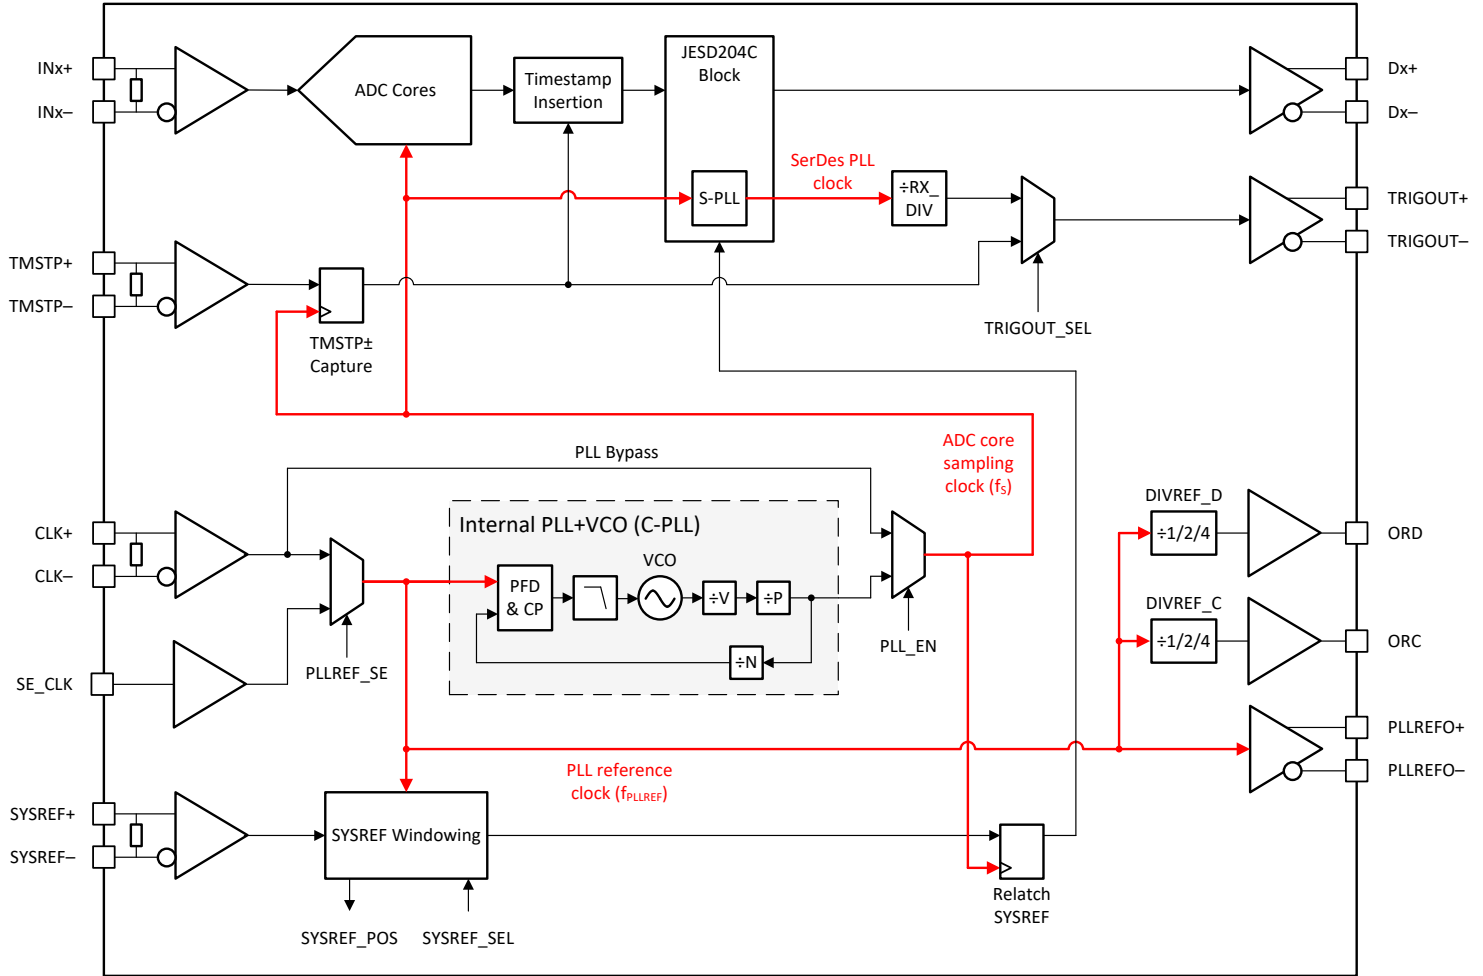 INx+
INx–
ADC Cores
Timestamp
Insertion
JESD204C
Block
S-PLL
SerDes PLL
clock
÷RX_
DIV
Dx+
Dx–
TRIGOUT+
TRIGOUT–
TRIGOUT_SEL
TMSTP+
TMSTP–
TMSTP±
Capture
PLL Bypass
ADC core
sampling
clock (fS)
CLK+
CLK–
SE_CLK
PLLREF_SE
Internal PLL+VCO (C-PLL)
PFD
& CP
VCO
÷V
÷P
÷N
PLL_EN
DIVREF_D
÷1/2/4
ORD
DIVREF_C
÷1/2/4
ORC
PLLREFO+
PLLREFO–
PLL reference
clock (fPLLREF)
SYSREF+
SYSREF–
SYSREF Windowing
SYSREF_POS
SYSREF_SEL
Relatch
SYSREF